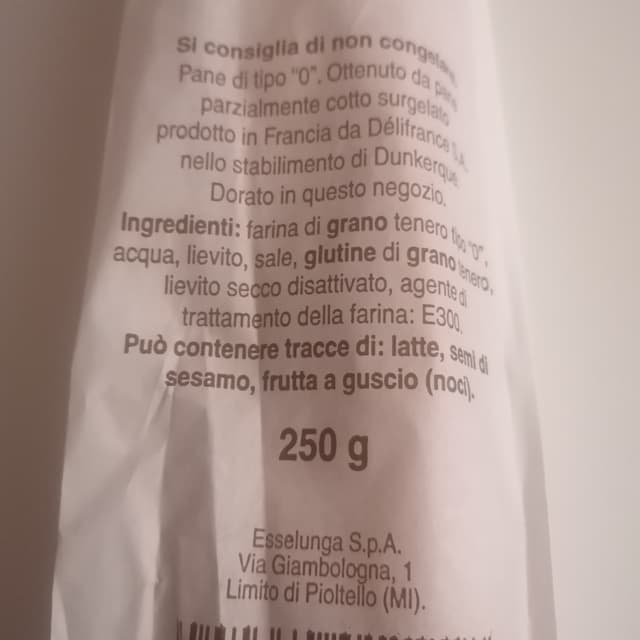 Si consiglia di non congelare.
Pane di tipo "0". Ottenuto da pane
parzialmente cotto surgelato
prodotto in Francia da Délifrance S.A.
nello stabilimento di Dunkerque.
Dorato in questo negozio.
Ingredienti: farina di grano tenero tipo "0",
acqua, lievito, sale, glutine di grano tenero,
lievito secco disattivato, agente di
trattamento della farina: E300.
Può contenere tracce di: latte, semi di
sesamo, frutta a guscio (noci).
250 g
Esselunga S.p.A.
Via Giambologna, 1
Limito di Pioltello (MI).